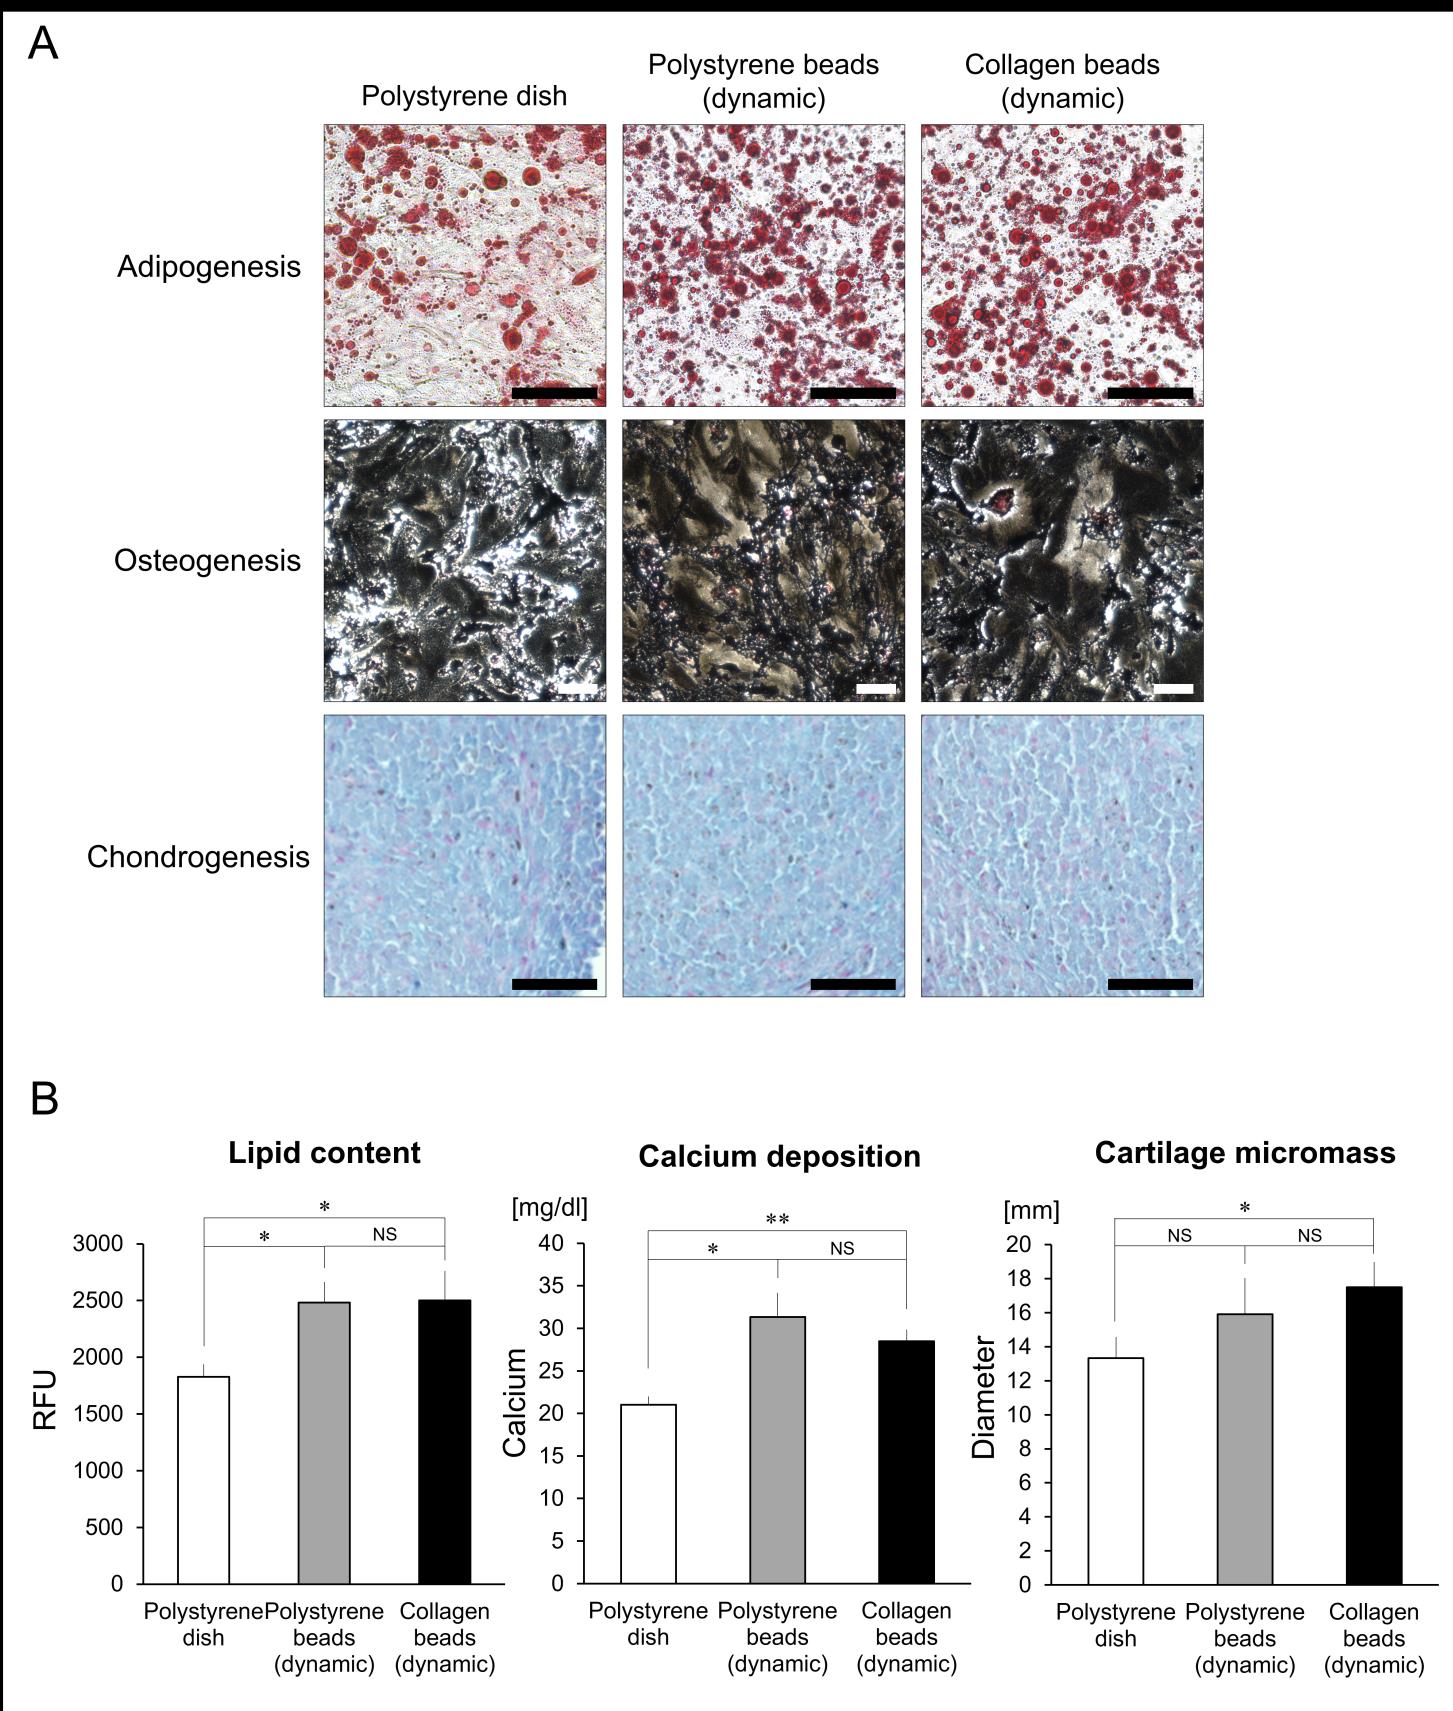 A
Polystyrene dish
Polystyrene beads
(dynamic)
Collagen beads
(dynamic)
Adipogenesis
Osteogenesis
Chondrogenesis
B
Lipid content
*
*
NS
3000
2500
2000
1500
1000
500
0
RFU
Polystyrene
dish
Polystyrene
beads
(dynamic)
Collagen
beads
(dynamic)
Calcium deposition
[mg/dl]
**
*
NS
40
35
30
25
20
15
10
5
0
Calcium
Polystyrene
dish
Polystyrene
beads
(dynamic)
Collagen
beads
(dynamic)
Cartilage micromass
[mm]
*
NS
NS
20
18
16
14
12
10
8
6
4
2
0
Diameter
Polystyrene
dish
Polystyrene
beads
(dynamic)
Collagen
beads
(dynamic)